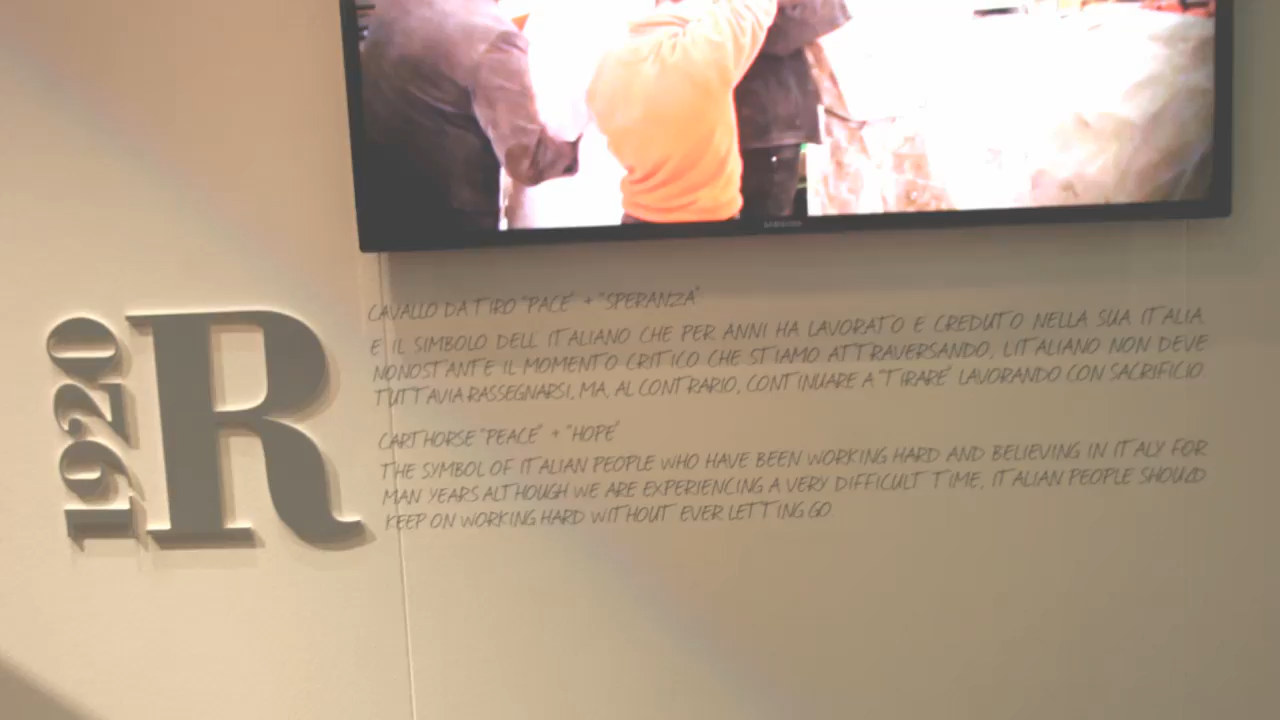 SAMSUNG
1920
R
CAVALLO DA TIRO "PACE" + "SPERANZA"
E IL SIMBOLO DELL ITALIANO CHE PER ANNI HA LAVORATO E CREDUTO NELLA SUA ITALIA.
NONOSTANTE IL MOMENTO CRITICO CHE STIAMO ATTRAVERSANDO, L'ITALIANO NON DEVE
TUTTAVIA RASSEGNARSI, MA, AL CONTRARIO, CONTINUARE A "TIRARE" LAVORANDO CON SACRIFICIO
CARTHORSE "PEACE" + "HOPE"
THE SYMBOL OF ITALIAN PEOPLE WHO HAVE BEEN WORKING HARD AND BELIEVING IN ITALY FOR
MAN YEARS ALTHOUGH WE ARE EXPERIENCING A VERY DIFFICULT TIME, ITALIAN PEOPLE SHOULD
KEEP ON WORKING HARD WITHOUT EVER LETTING GO